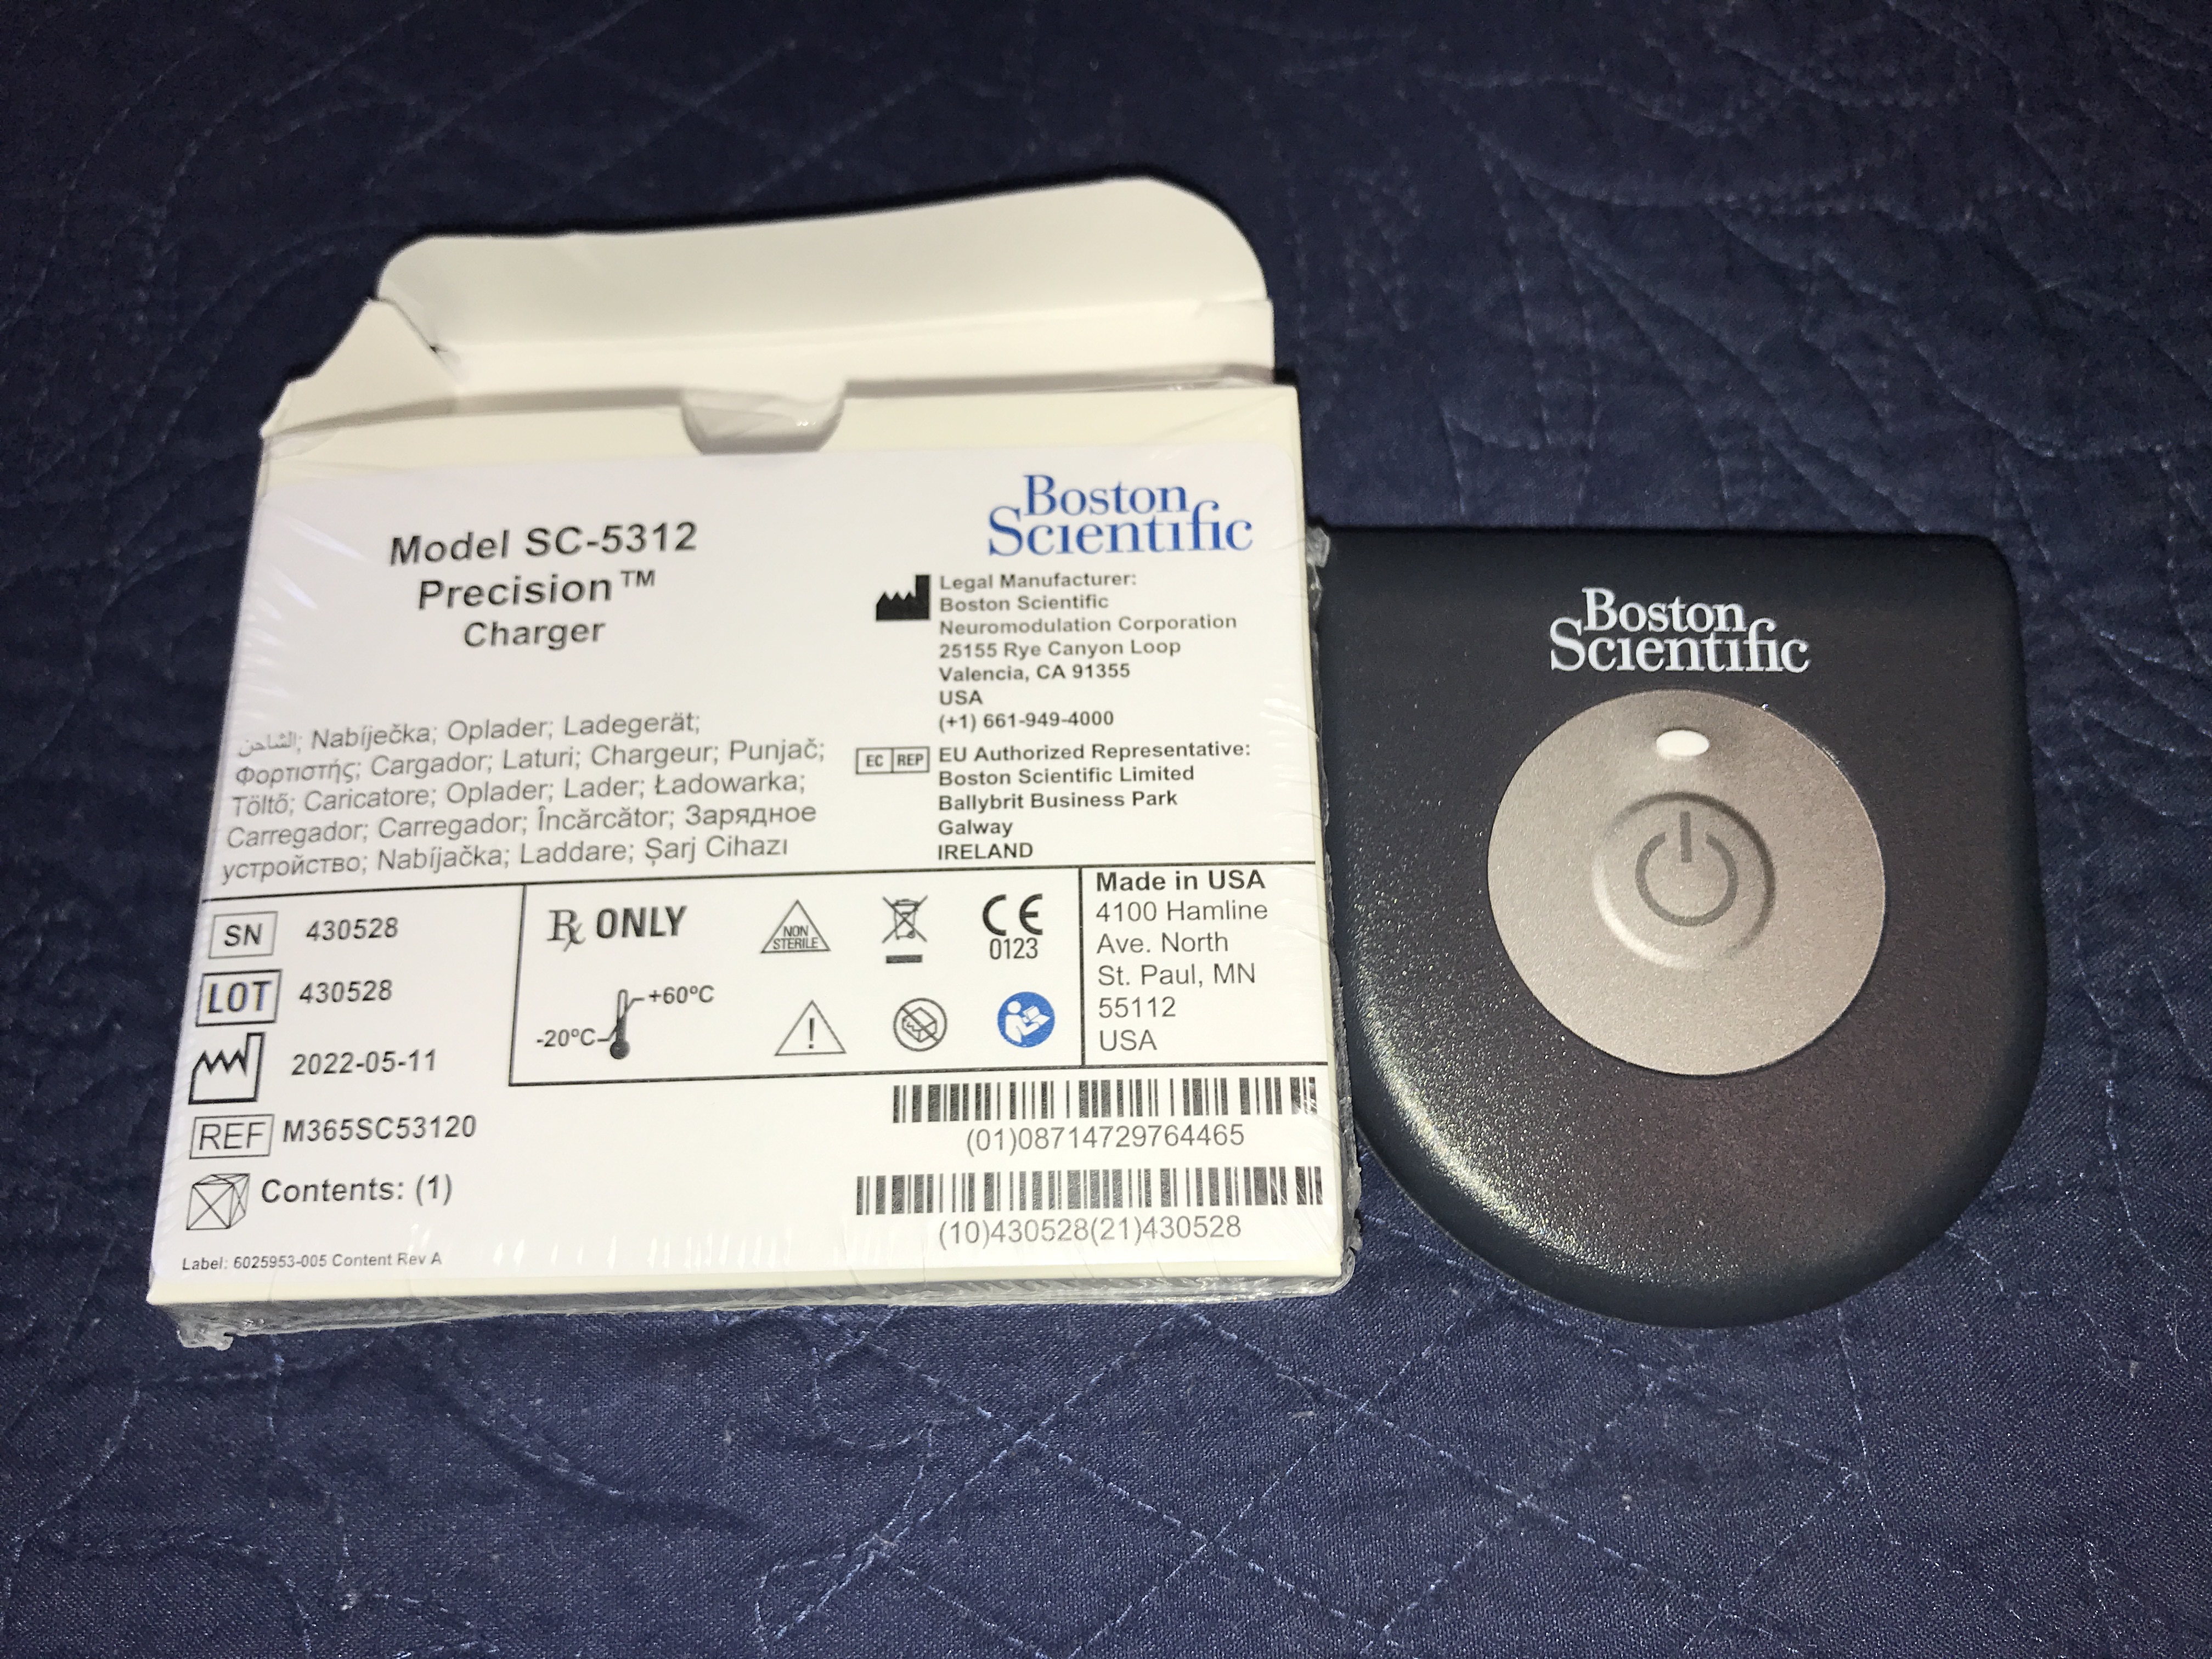 Model SC-5312
Precision™
Charger
الشاحن; Nabíječka; Oplader; Ladegerät;
Φορτιστής; Cargador; Laturi; Chargeur; Punjač;
Töltő; Caricatore; Oplader; Lader; Ładowarka;
Carregador; Carregador; Încărcător; Зарядное
устройство; Nabíjačka; Laddare; Şarj Cihazı
Boston
Scientific
Legal Manufacturer:
Boston Scientific
Neuromodulation Corporation
25155 Rye Canyon Loop
Valencia, CA 91355
USA
(+1) 661-949-4000
EC REP
EU Authorized Representative:
Boston Scientific Limited
Ballybrit Business Park
Galway
IRELAND
SN 430528
LOT 430528
2022-05-11
REF M365SC53120
Contents: (1)
Label: 6025953-005 Content Rev A
Rx ONLY
NON
STERILE
CE
0123
-20ºC
+60ºC
Made in USA
4100 Hamline
Ave. North
St. Paul, MN
55112
USA
(01)08714729764465
(10)430528(21)430528
Boston
Scientific